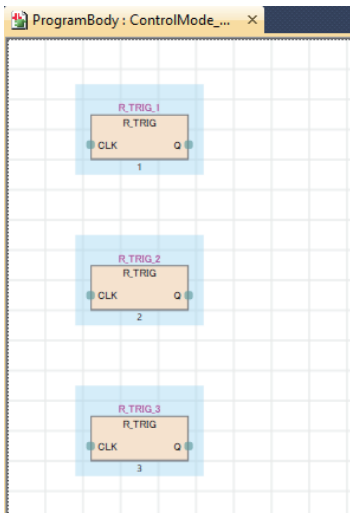 ProgramBody : ControlMode_...
R_TRIG_1
R_TRIG
CLK Q
1
R_TRIG_2
R_TRIG
CLK Q
2
R_TRIG_3
R_TRIG
CLK Q
3